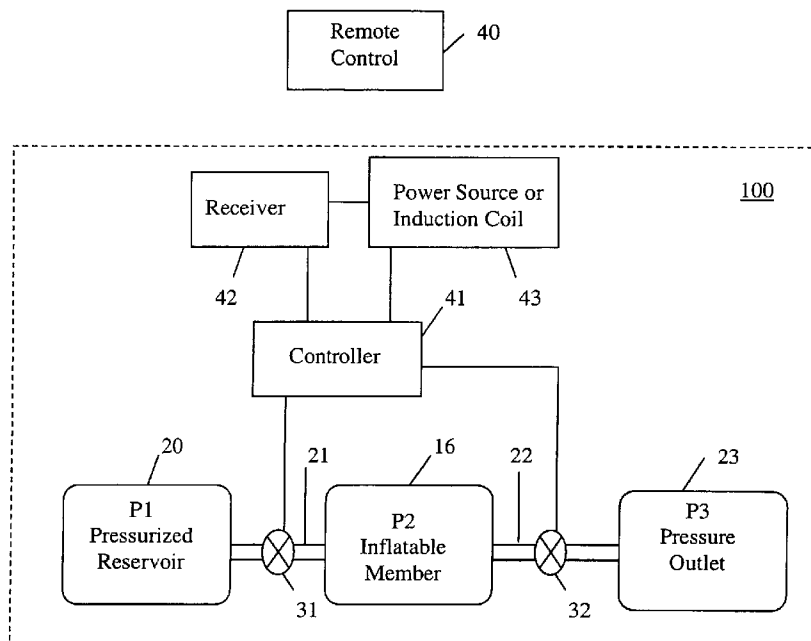 Remote
Control
40
100
Receiver
Power Source or
Induction Coil
42
43
41
Controller
20
21
16
22
23
P1
Pressurized
Reservoir
P2
Inflatable
Member
P3
Pressure
Outlet
31
32